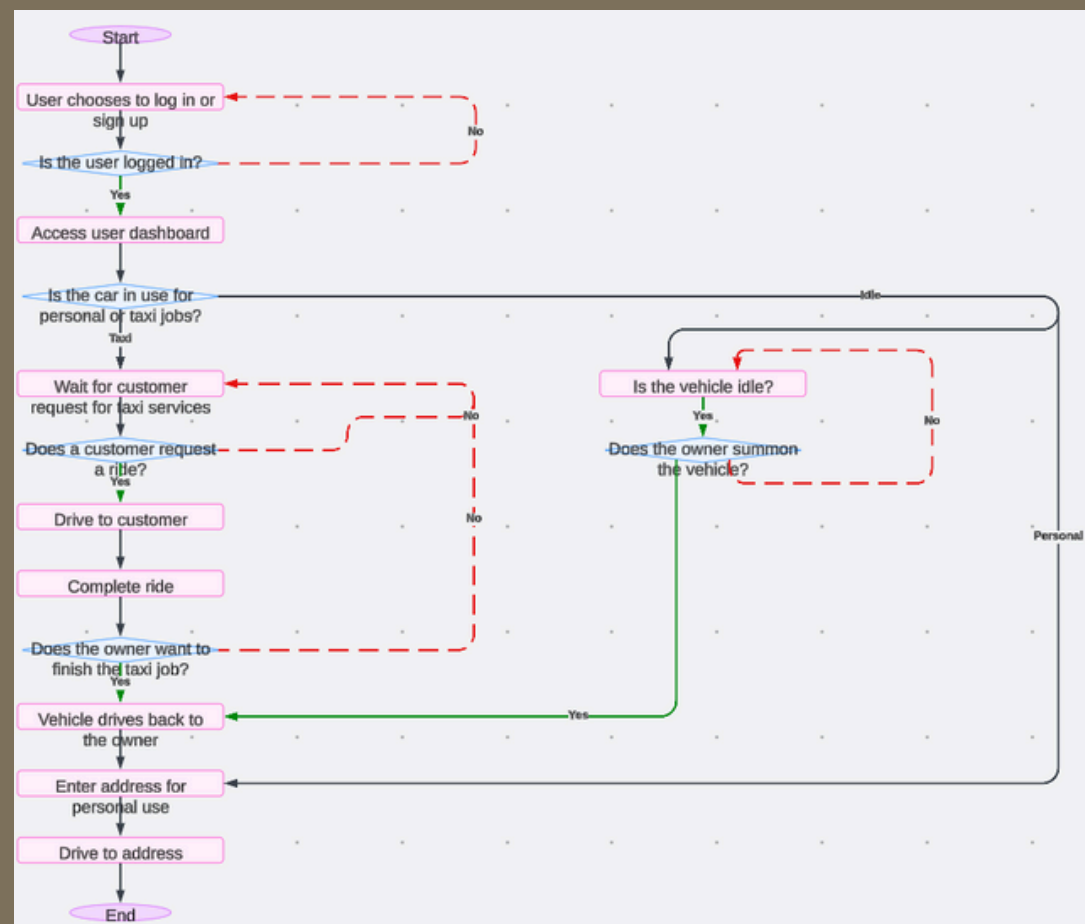 Start
User chooses to log in or
sign up
No
Is the user logged in?
Yes
Access user dashboard
Is the car in use for
personal or taxi jobs?
Idle
Taxi
Wait for customer
request for taxi services
No
Does a customer request
a ride?
Yes
Drive to customer
No
Complete ride
Does the owner want to
finish the taxi job?
Yes
Vehicle drives back to
the owner
Enter address for
personal use
Drive to address
End
Is the vehicle idle?
Yes
No
Does the owner summon
the vehicle?
Yes
Personal